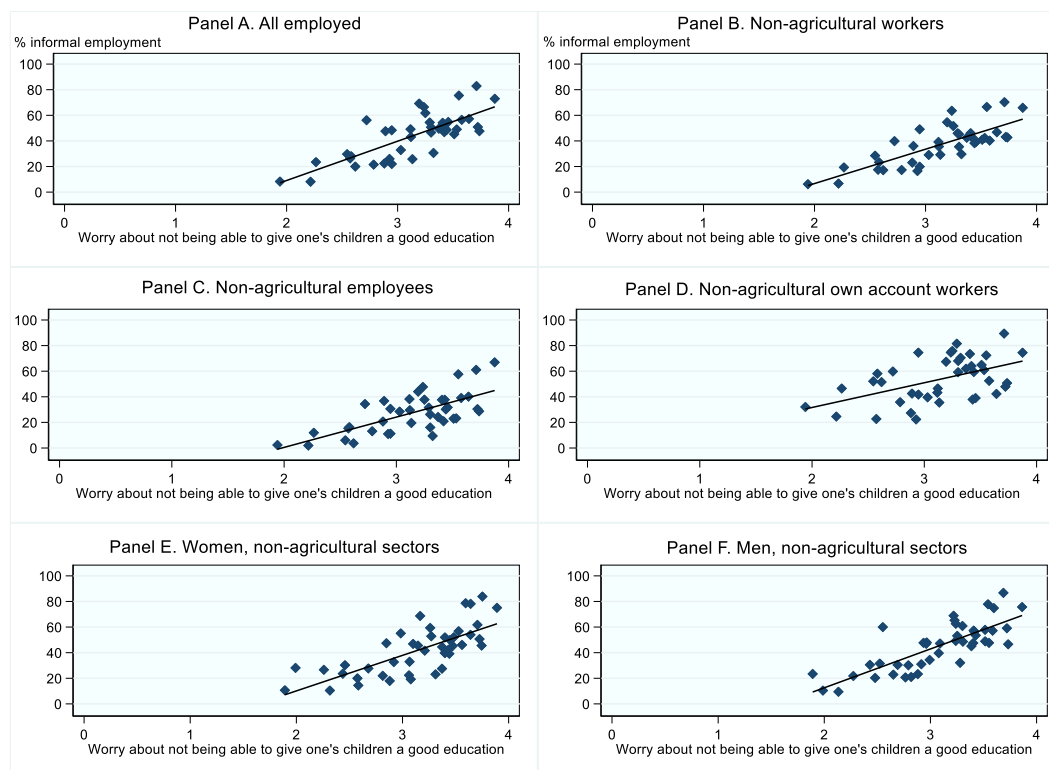 Panel A. All employed
% informal employment
100
80
60
40
20
0
0 1 2 3 4
Worry about not being able to give one's children a good education
Panel B. Non-agricultural workers
% informal employment
100
80
60
40
20
0
0 1 2 3 4
Worry about not being able to give one's children a good education
Panel C. Non-agricultural employees
100
80
60
40
20
0
0 1 2 3 4
Worry about not being able to give one's children a good education
Panel D. Non-agricultural own account workers
100
80
60
40
20
0
0 1 2 3 4
Worry about not being able to give one's children a good education
Panel E. Women, non-agricultural sectors
100
80
60
40
20
0
0 1 2 3 4
Worry about not being able to give one's children a good education
Panel F. Men, non-agricultural sectors
100
80
60
40
20
0
0 1 2 3 4
Worry about not being able to give one's children a good education